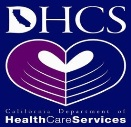 DHCS
California Department of
HealthCareServices